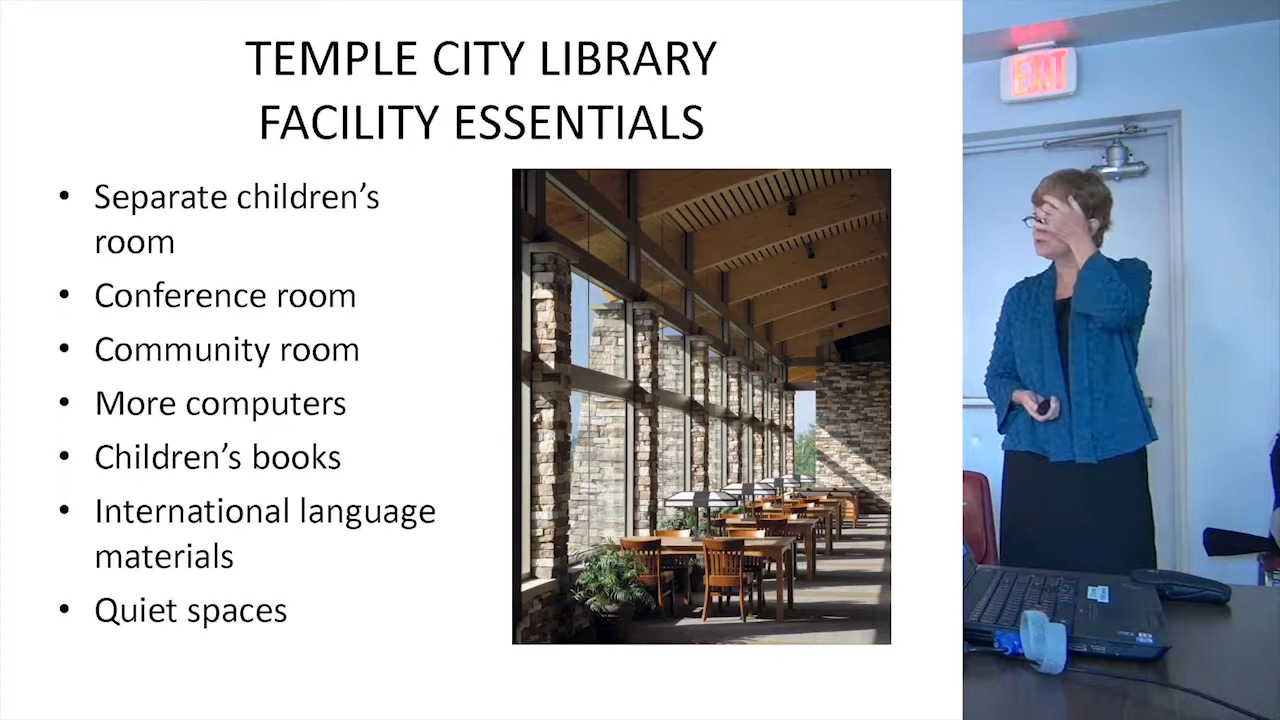 TEMPLE CITY LIBRARY
FACILITY ESSENTIALS
• Separate children’s
room
• Conference room
• Community room
• More computers
• Children’s books
• International language
materials
• Quiet spaces
EXIT